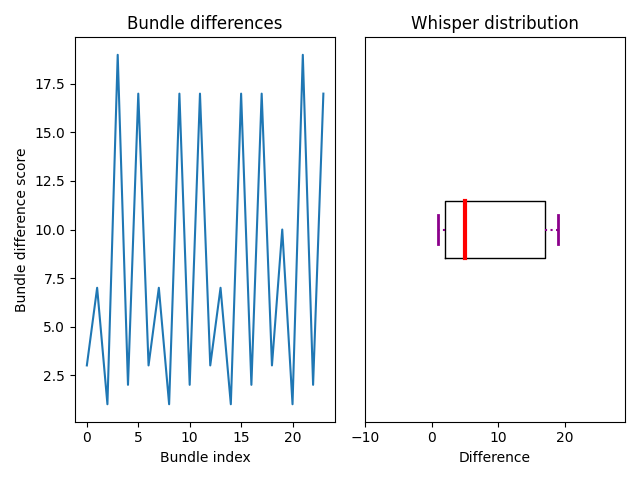 Bundle differences
Whisper distribution
Bundle difference score
17.5
15.0
12.5
10.0
7.5
5.0
2.5
0 5 10 15 20
Bundle index
−10 0 10 20
Difference